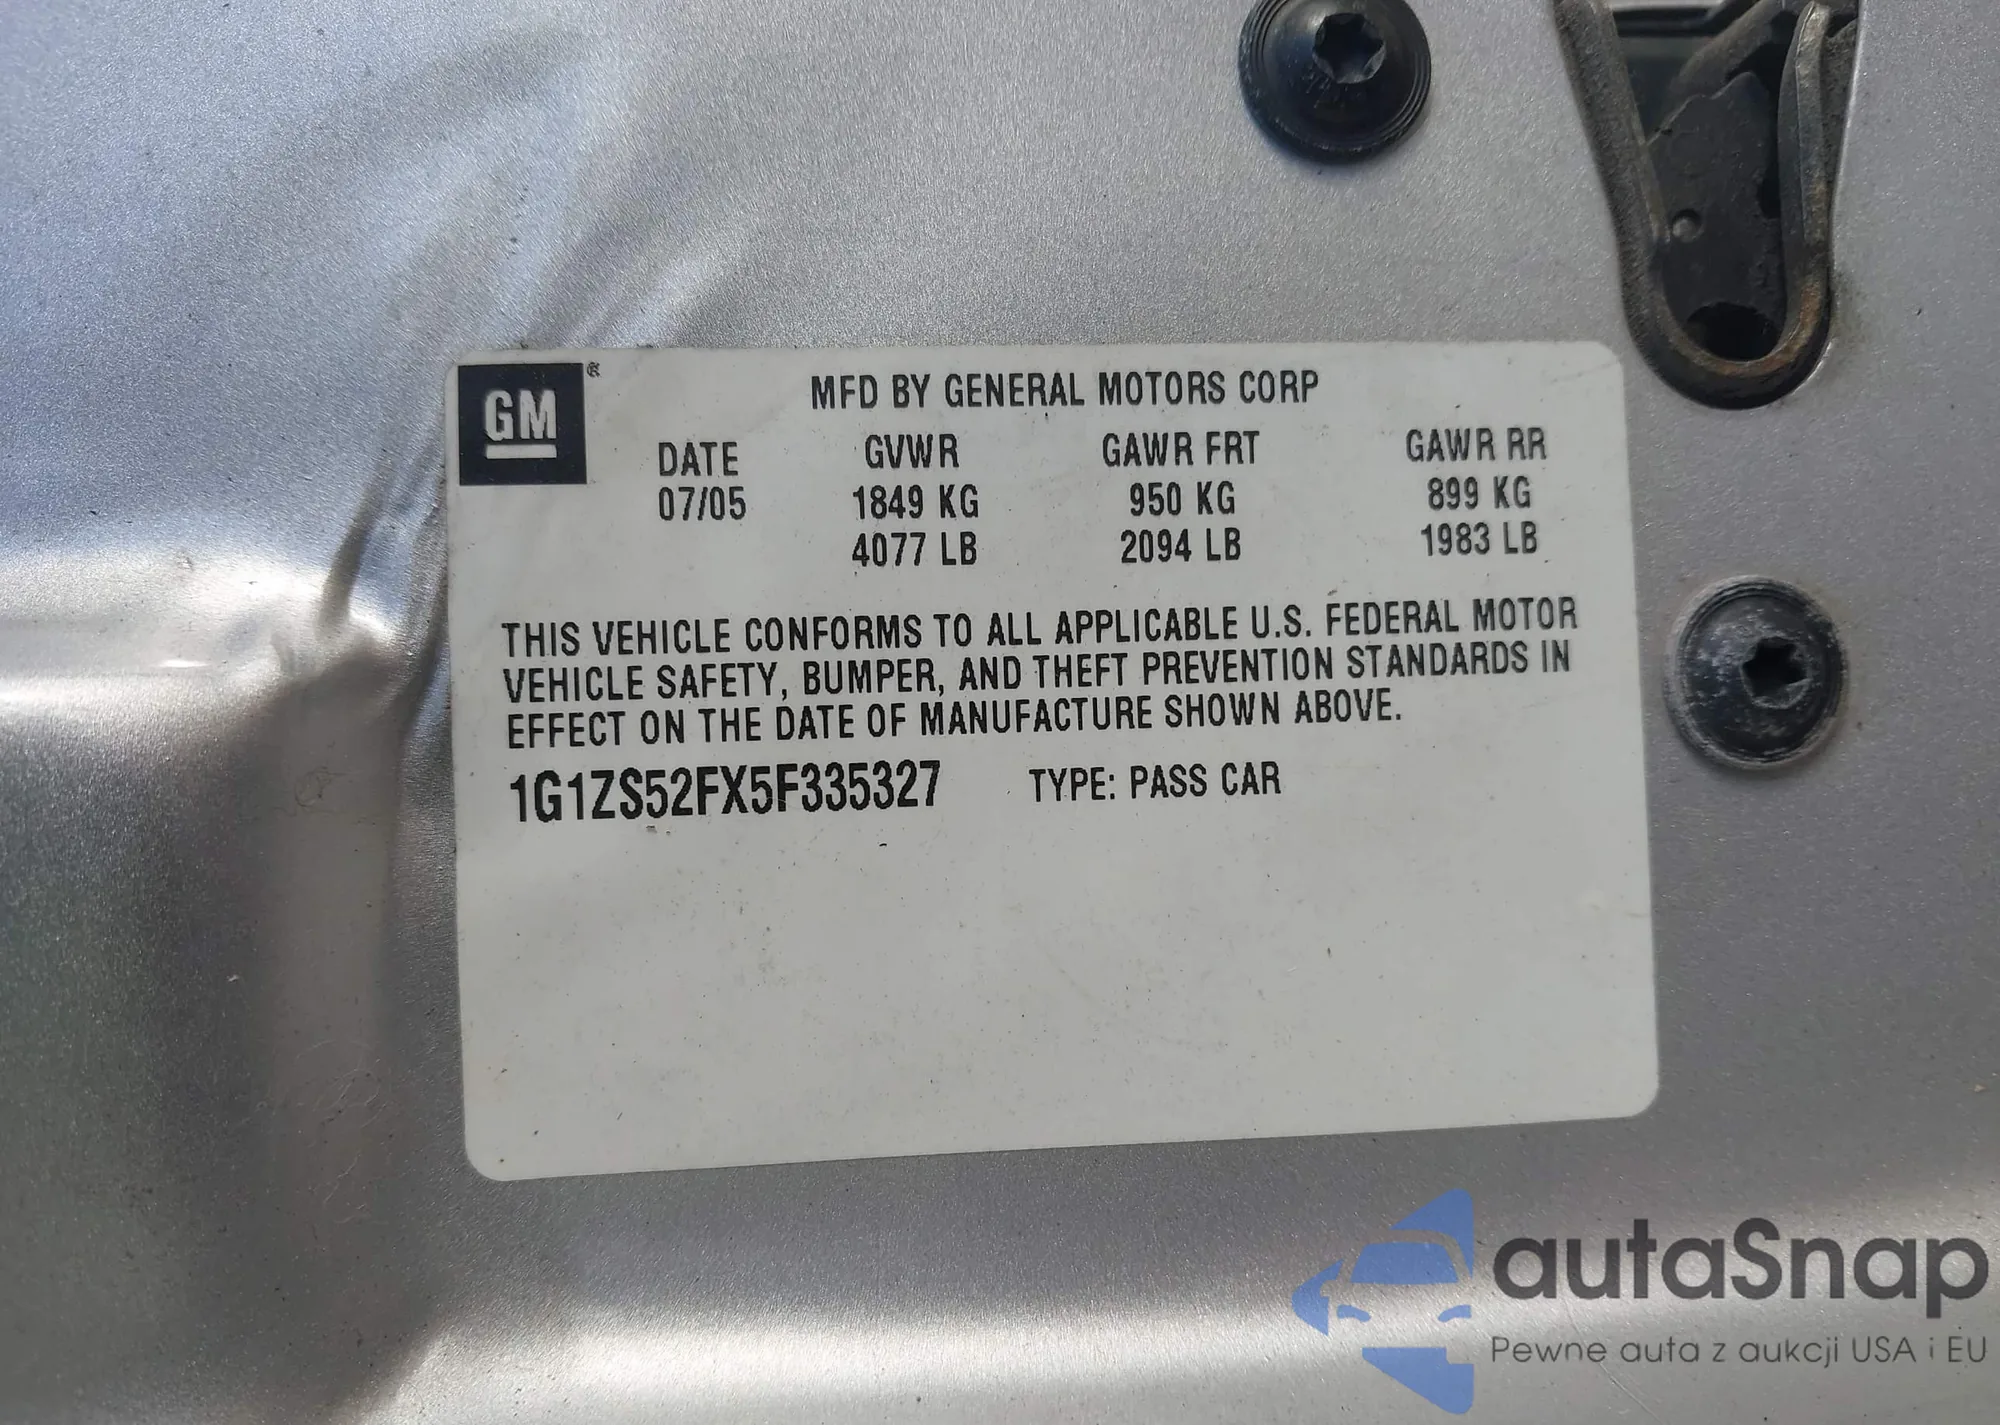 GM ®
MFD BY GENERAL MOTORS CORP
DATE GVWR GAWR FRT GAWR RR
07/05 1849 KG 950 KG 899 KG
4077 LB 2094 LB 1983 LB
THIS VEHICLE CONFORMS TO ALL APPLICABLE U.S. FEDERAL MOTOR
VEHICLE SAFETY, BUMPER, AND THEFT PREVENTION STANDARDS IN
EFFECT ON THE DATE OF MANUFACTURE SHOWN ABOVE.
1G1ZS52FX5F335327 TYPE: PASS CAR
autaSnap
Pewne auta z aukcji USA i EU